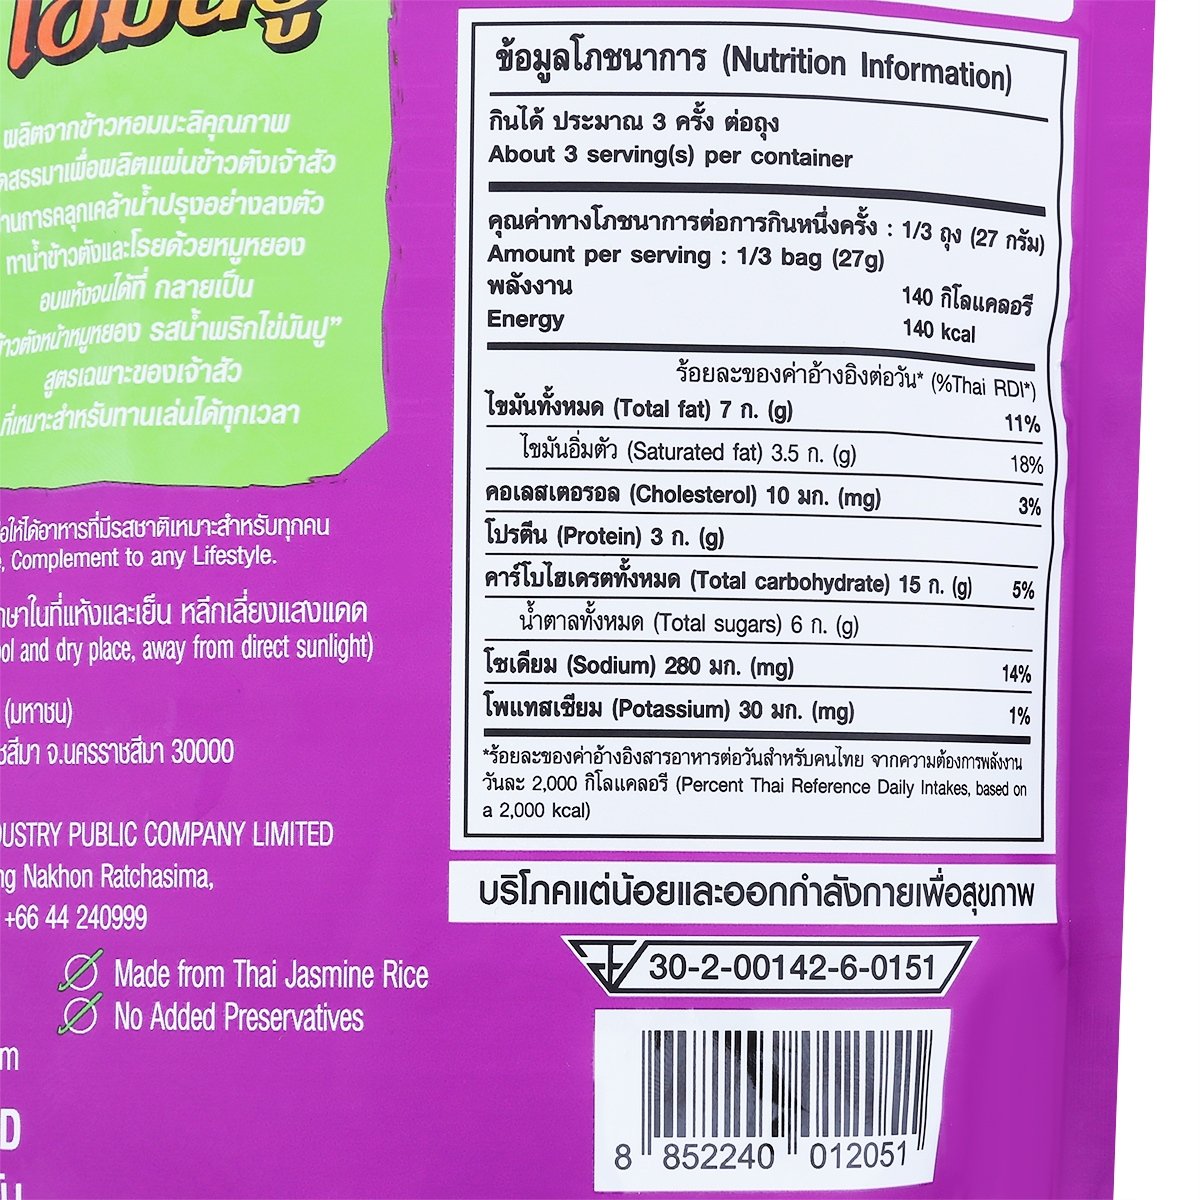 ไข่มันปู
ผลิตจากข้าวหอมมะลิคุณภาพ
ดสรรมาเพื่อผลิตแผ่นข้าวตังเจ้าสัว
านการคลุกเคล้าน้ำปรุงอย่างลงตัว
ทาน้ำข้าวตังและโรยด้วยหมูหยอง
อบแห้งจนได้ที่ กลายเป็น
ข้าวตังหน้าหมูหยอง รสน้ำพริกไข่มันปู”
สูตรเฉพาะของเจ้าสัว
ที่เหมาะสำหรับทานเล่นได้ทุกเวลา
อให้ได้อาหารที่มีรสชาติเหมาะสำหรับทุกคน
, Complement to any Lifestyle.
กษาในที่แห้งและเย็น หลีกเลี่ยงแสงแดด
ool and dry place, away from direct sunlight)
(มหาชน)
ชสีมา จ.นครราชสีมา 30000
DUSTRY PUBLIC COMPANY LIMITED
ng Nakhon Ratchasima,
+66 44 240999
Made from Thai Jasmine Rice
No Added Preservatives
m
D
ข้อมูลโภชนาการ (Nutrition Information)
กินได้ ประมาณ 3 ครั้ง ต่อถุง
About 3 serving(s) per container
คุณค่าทางโภชนาการต่อการกินหนึ่งครั้ง : 1/3 ถุง (27 กรัม)
Amount per serving : 1/3 bag (27g)
พลังงาน 140 กิโลแคลอรี
Energy 140 kcal
ร้อยละของค่าอ้างอิงต่อวัน* (%Thai RDI*)
ไขมันทั้งหมด (Total fat) 7 ก. (g) 11%
ไขมันอิ่มตัว (Saturated fat) 3.5 ก. (g) 18%
คอเลสเตอรอล (Cholesterol) 10 มก. (mg) 3%
โปรตีน (Protein) 3 ก. (g)
คาร์โบไฮเดรตทั้งหมด (Total carbohydrate) 15 ก. (g) 5%
น้ำตาลทั้งหมด (Total sugars) 6 ก. (g)
โซเดียม (Sodium) 280 มก. (mg) 14%
โพแทสเซียม (Potassium) 30 มก. (mg) 1%
*ร้อยละของค่าอ้างอิงสารอาหารต่อวันสำหรับคนไทย จากความต้องการพลังงาน
วันละ 2,000 กิโลแคลอรี (Percent Thai Reference Daily Intakes, based on
a 2,000 kcal)
บริโภคแต่น้อยและออกกำลังกายเพื่อสุขภาพ
30-2-00142-6-0151
8 852240 012051